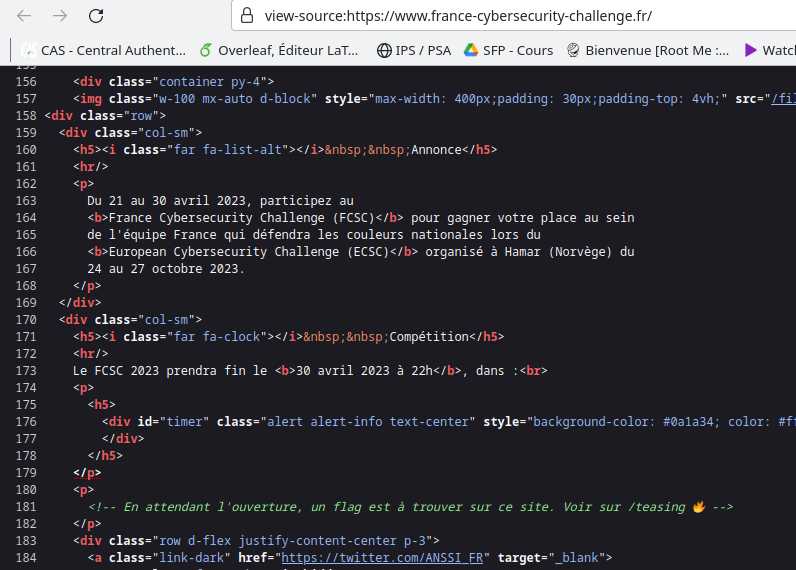 view-source:https://www.france-cybersecurity-challenge.fr/
CAS - Central Authent... Overleaf, Éditeur LaT... IPS / PSA SFP - Cours Bienvenue [Root Me :... Watch
156 <div class="container py-4">
157 <img class="w-100 mx-auto d-block" style="max-width: 400px;padding: 30px;padding-top: 4vh;" src="/fil
158 <div class="row">
159 <div class="col-sm">
160 <h5><i class="far fa-list-alt"></i>&nbsp;&nbsp;Annonce</h5>
161 <hr/>
162 <p>
163 Du 21 au 30 avril 2023, participez au
164 <b>France Cybersecurity Challenge (FCSC)</b> pour gagner votre place au sein
165 de l'équipe France qui défendra les couleurs nationales lors du
166 <b>European Cybersecurity Challenge (ECSC)</b> organisé à Hamar (Norvège) du
167 24 au 27 octobre 2023.
168 </p>
169 </div>
170 <div class="col-sm">
171 <h5><i class="far fa-clock"></i>&nbsp;&nbsp;Compétition</h5>
172 <hr/>
173 Le FCSC 2023 prendra fin le <b>30 avril 2023 à 22h</b>, dans :<br>
174 <p>
175 <h5>
176 <div id="timer" class="alert alert-info text-center" style="background-color: #0a1a34; color: #ff
177 </div>
178 </h5>
179 </p>
180 <p>
181 <!-- En attendant l'ouverture, un flag est à trouver sur ce site. Voir sur /teasing 🔥 -->
182 </p>
183 <div class="row d-flex justify-content-center p-3">
184 <a class="link-dark" href="https://twitter.com/ANSSI_FR" target="_blank">